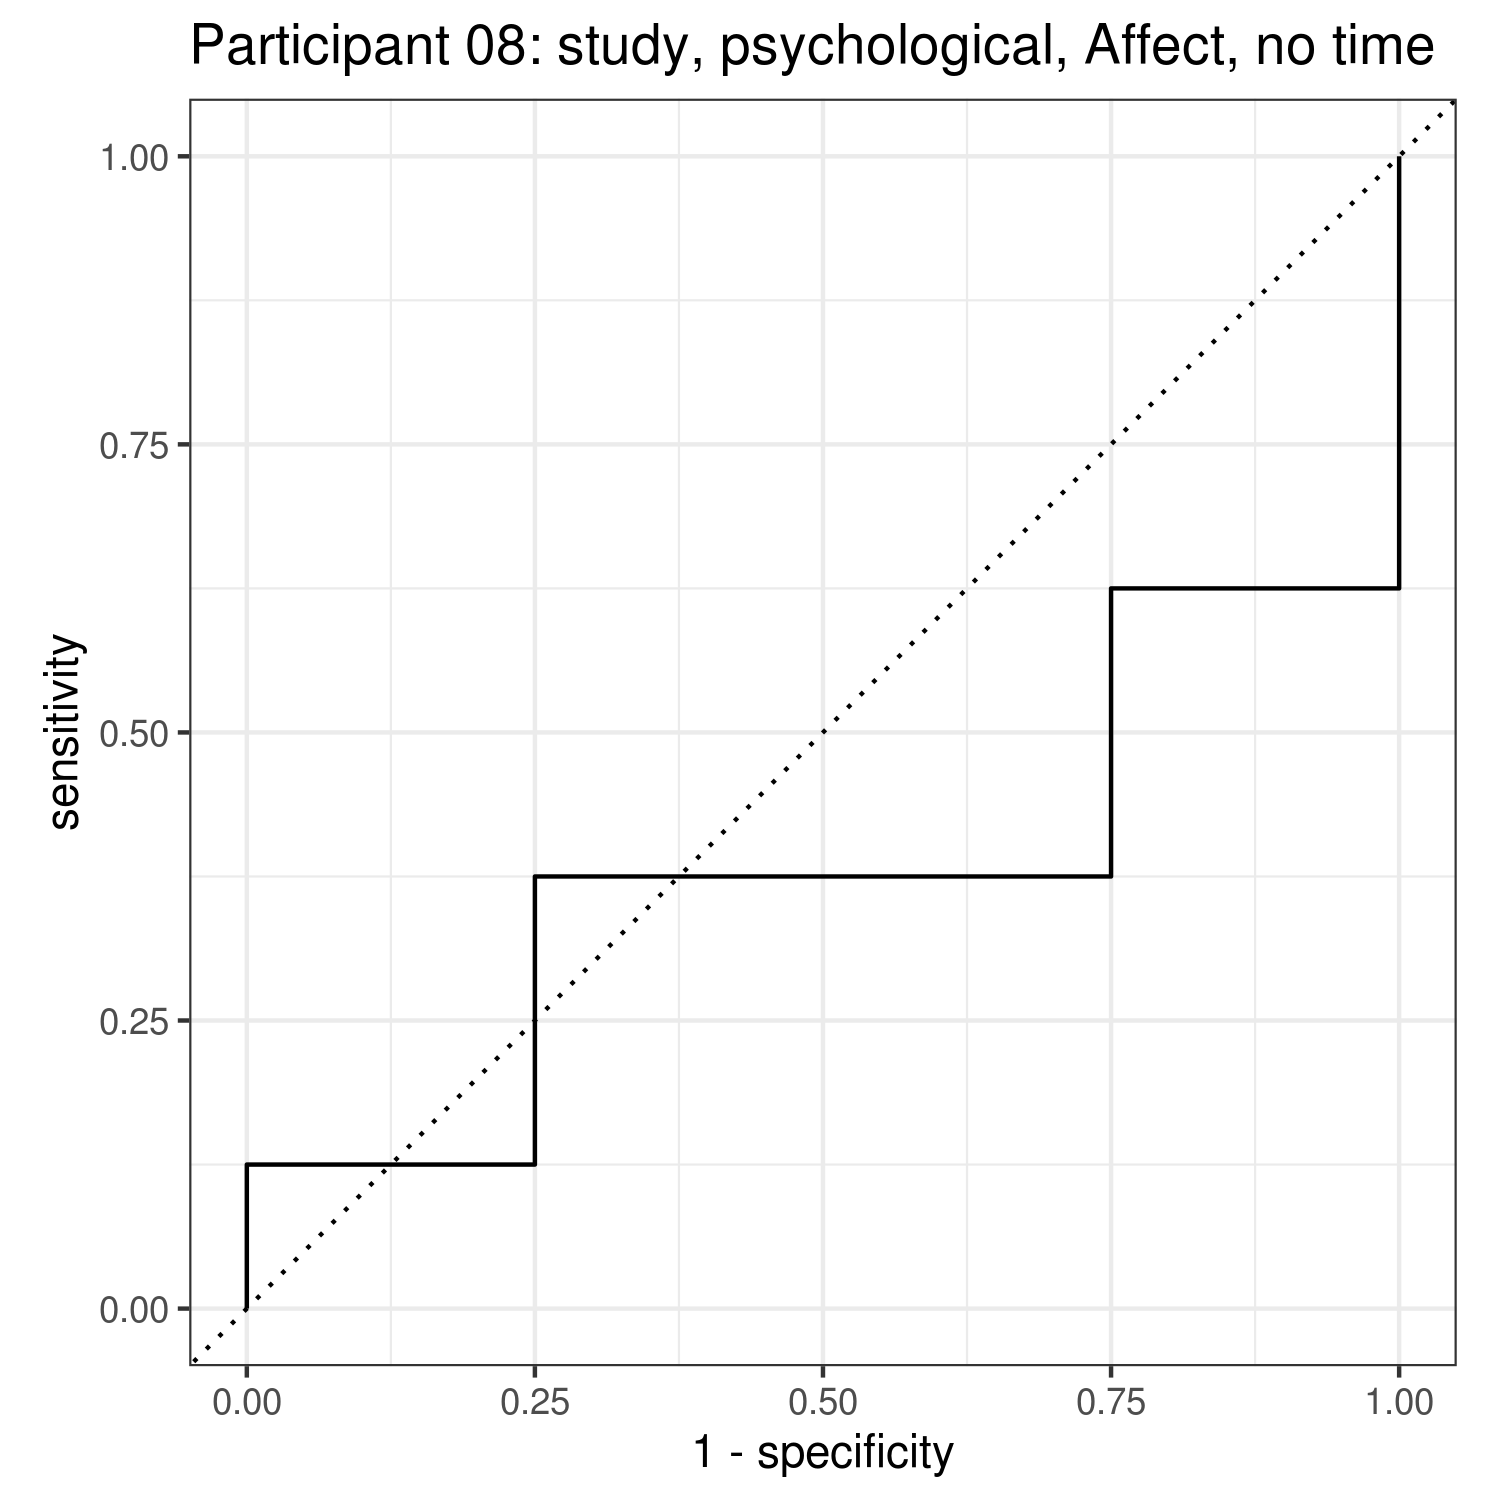 Participant 08: study, psychological, Affect, no time
1.00
0.75
0.50
0.25
0.00
sensitivity
0.00 0.25 0.50 0.75 1.00
1 - specificity